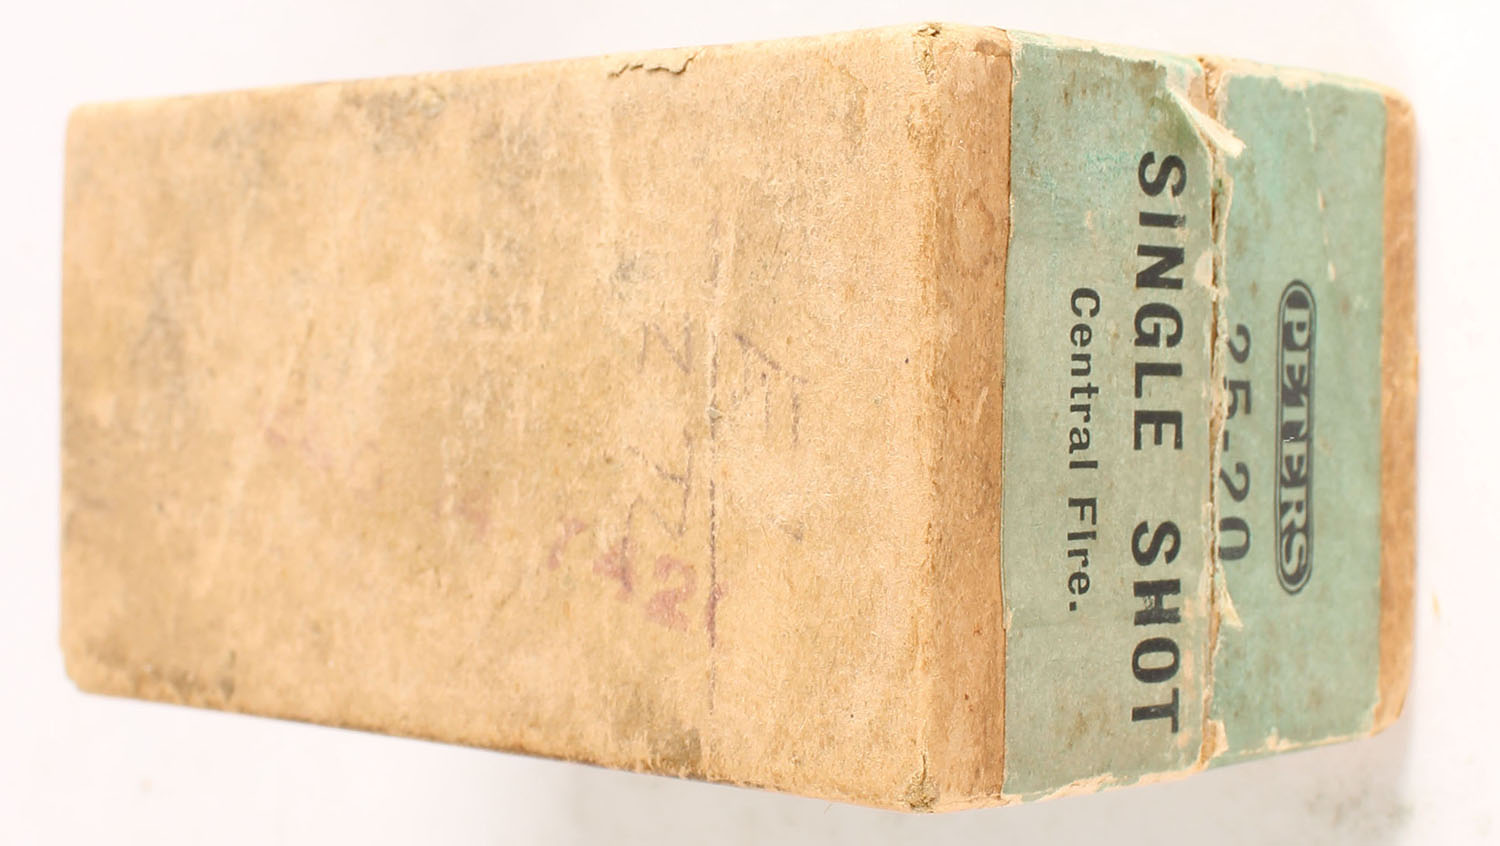 PETERS
25-20
SINGLE SHOT
Central Fire.